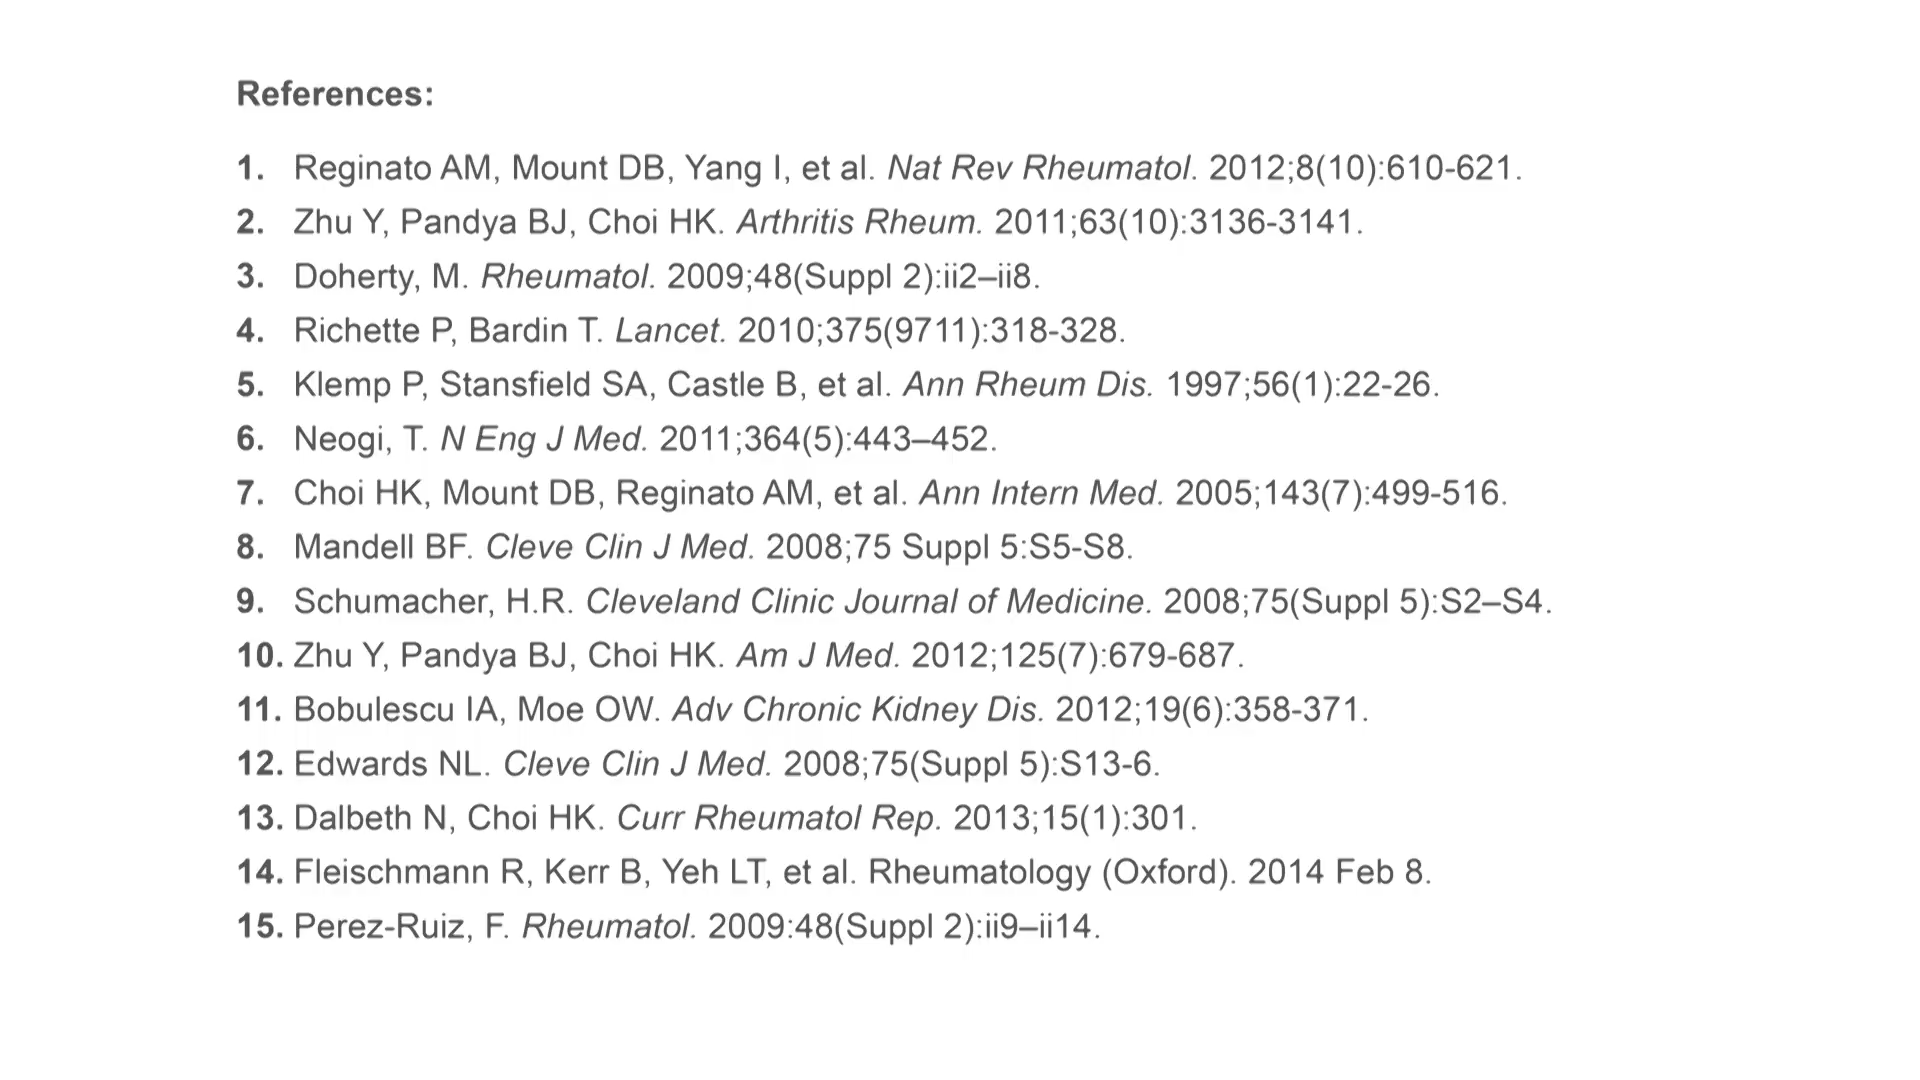 References:
1. Reginato AM, Mount DB, Yang I, et al. Nat Rev Rheumatol. 2012;8(10):610-621.
2. Zhu Y, Pandya BJ, Choi HK. Arthritis Rheum. 2011;63(10):3136-3141.
3. Doherty, M. Rheumatol. 2009;48(Suppl 2):ii2–ii8.
4. Richette P, Bardin T. Lancet. 2010;375(9711):318-328.
5. Klemp P, Stansfield SA, Castle B, et al. Ann Rheum Dis. 1997;56(1):22-26.
6. Neogi, T. N Eng J Med. 2011;364(5):443–452.
7. Choi HK, Mount DB, Reginato AM, et al. Ann Intern Med. 2005;143(7):499-516.
8. Mandell BF. Cleve Clin J Med. 2008;75 Suppl 5:S5-S8.
9. Schumacher, H.R. Cleveland Clinic Journal of Medicine. 2008;75(Suppl 5):S2–S4.
10. Zhu Y, Pandya BJ, Choi HK. Am J Med. 2012;125(7):679-687.
11. Bobulescu IA, Moe OW. Adv Chronic Kidney Dis. 2012;19(6):358-371.
12. Edwards NL. Cleve Clin J Med. 2008;75(Suppl 5):S13-6.
13. Dalbeth N, Choi HK. Curr Rheumatol Rep. 2013;15(1):301.
14. Fleischmann R, Kerr B, Yeh LT, et al. Rheumatology (Oxford). 2014 Feb 8.
15. Perez-Ruiz, F. Rheumatol. 2009:48(Suppl 2):ii9–ii14.